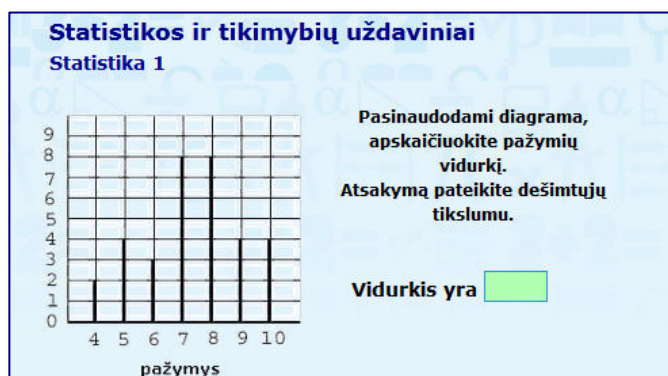 Statistikos ir tikimybių uždaviniai
Statistika 1
9
8
7
6
5
4
3
2
1
0
4 5 6 7 8 9 10
pažymys
Pasinaudodami diagrama,
apskaičiuokite pažymių
vidurkį.
Atsakymą pateikite dešimtųjų
tikslumu.
Vidurkis yra